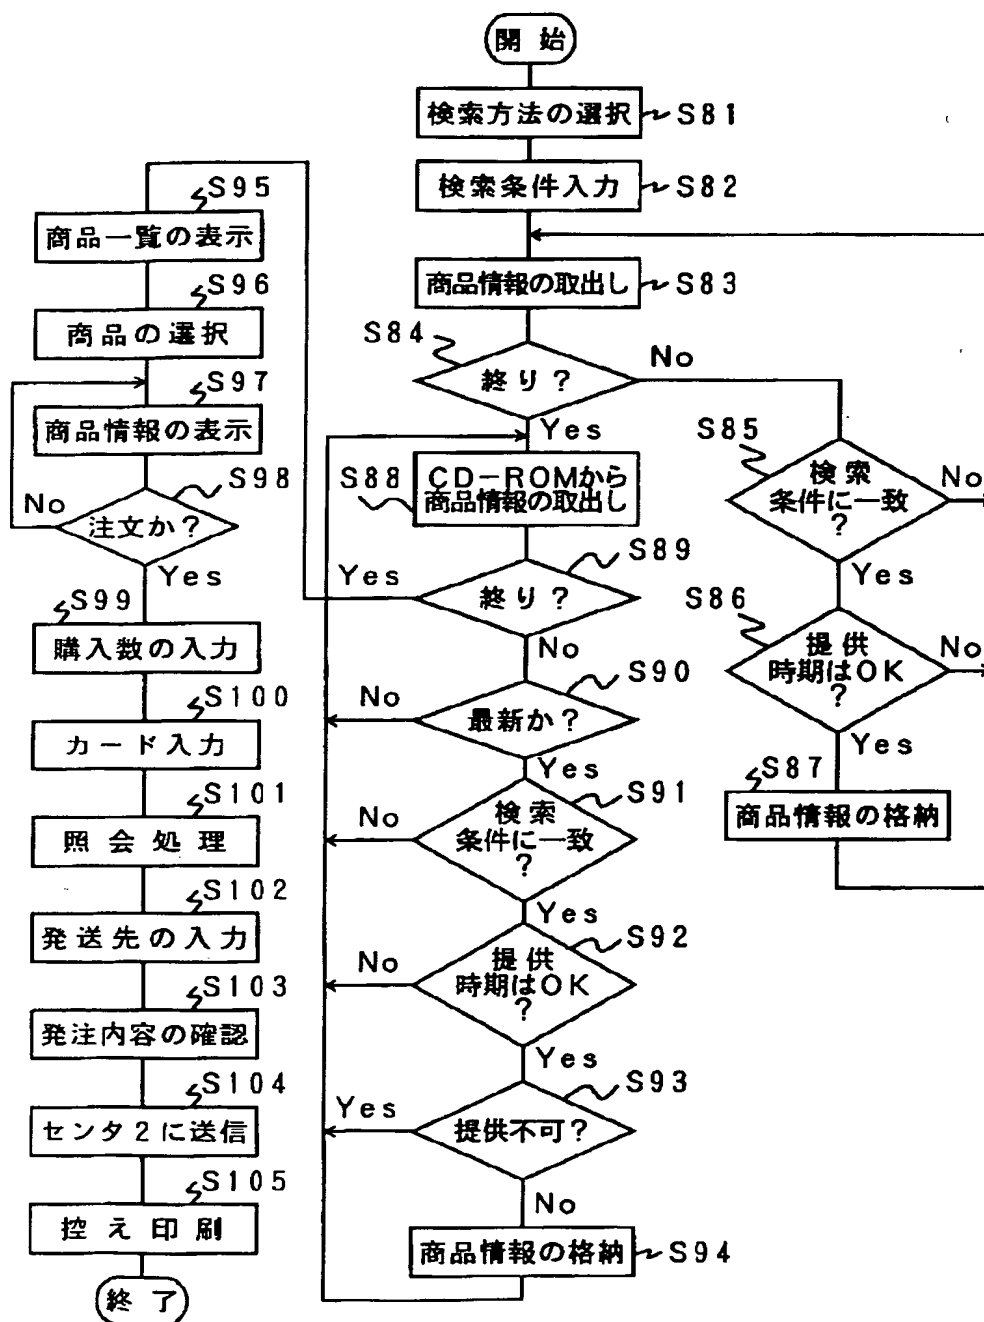 開始
検索方法の選択
S81
検索条件入力
S82
商品情報の取出し
S83
S84
終り?
No
Yes
S85
検索
条件に一致
?
No
Yes
S86
提供
時期はOK
?
No
Yes
S87
商品情報の格納
S88
CD-ROMから
商品情報の取出し
S89
終り?
Yes
No
S90
最新か?
No
Yes
S91
検索
条件に一致
?
No
Yes
S92
提供
時期はOK
?
No
Yes
S93
提供不可?
Yes
No
商品情報の格納
S94
S95
商品一覧の表示
S96
商品の選択
S97
商品情報の表示
S98
注文か?
No
Yes
S99
購入数の入力
S100
カード入力
S101
照会処理
S102
発送先の入力
S103
発注内容の確認
S104
センタ2に送信
S105
控え印刷
終了